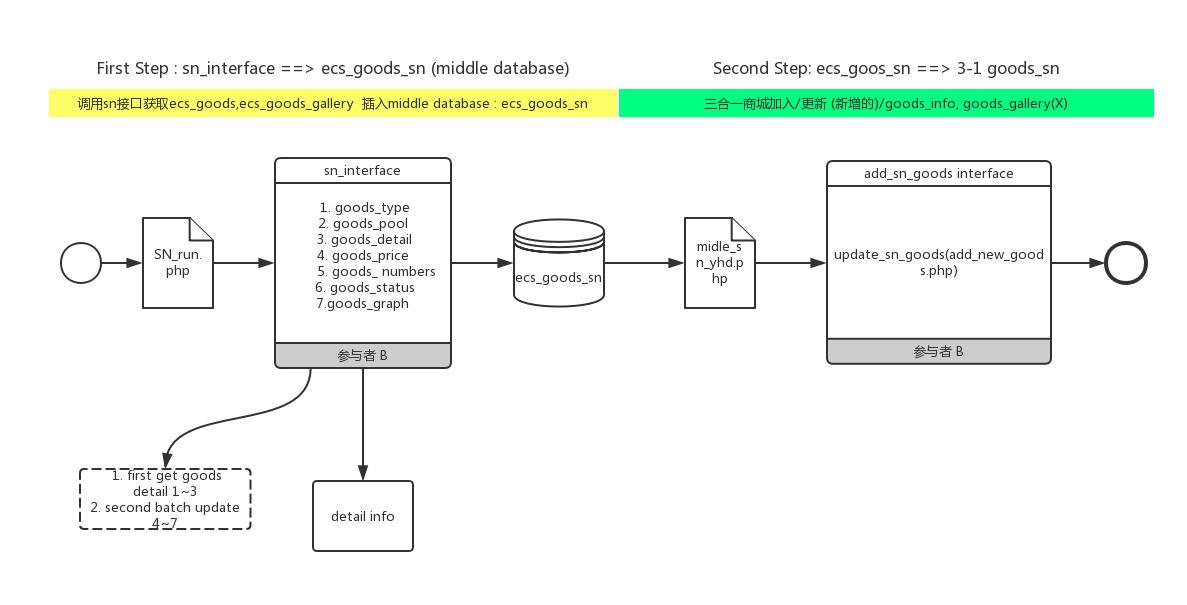 First Step : sn_interface ==> ecs_goods_sn (middle database)
Second Step: ecs_goos_sn ==> 3-1 goods_sn
调用sn接口获取ecs_goods,ecs_goods_gallery 插入middle database : ecs_goods_sn
三合一商城加入/更新 (新增的)/goods_info, goods_gallery(X)
SN_run.
php
sn_interface
1. goods_type
2. goods_pool
3. goods_detail
4. goods_price
5. goods_ numbers
6. goods_status
7.goods_graph
参与者 B
ecs_goods_sn
midle_s
n_yhd.p
hp
add_sn_goods interface
update_sn_goods(add_new_good
s.php)
参与者 B
1. first get goods
detail 1~3
2. second batch update
4~7
detail info